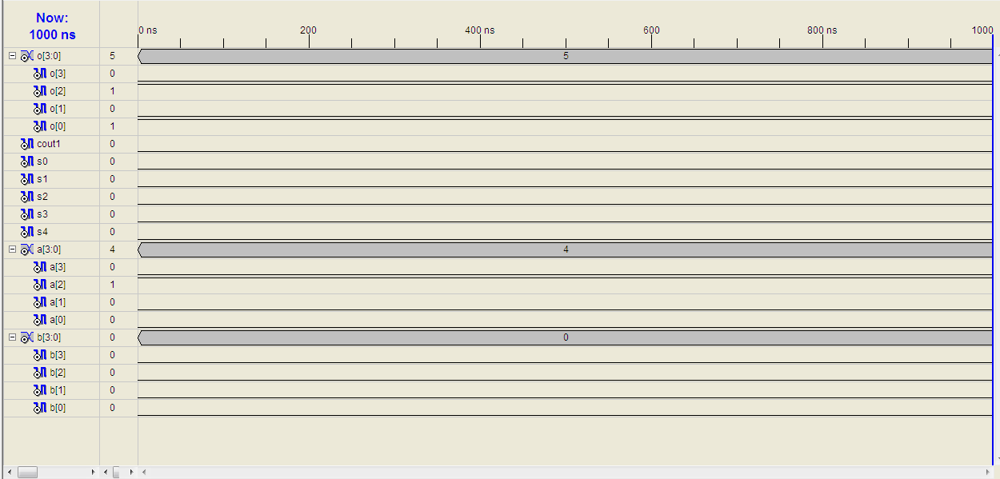 Now:
1000 ns
0 ns 200 400 ns 600 800 ns 1000
o[3:0] 5 5
o[3] 0
o[2] 1
o[1] 0
o[0] 1
cout1 0
s0 0
s1 0
s2 0
s3 0
s4 0
a[3:0] 4 4
a[3] 0
a[2] 1
a[1] 0
a[0] 0
b[3:0] 0 0
b[3] 0
b[2] 0
b[1] 0
b[0] 0